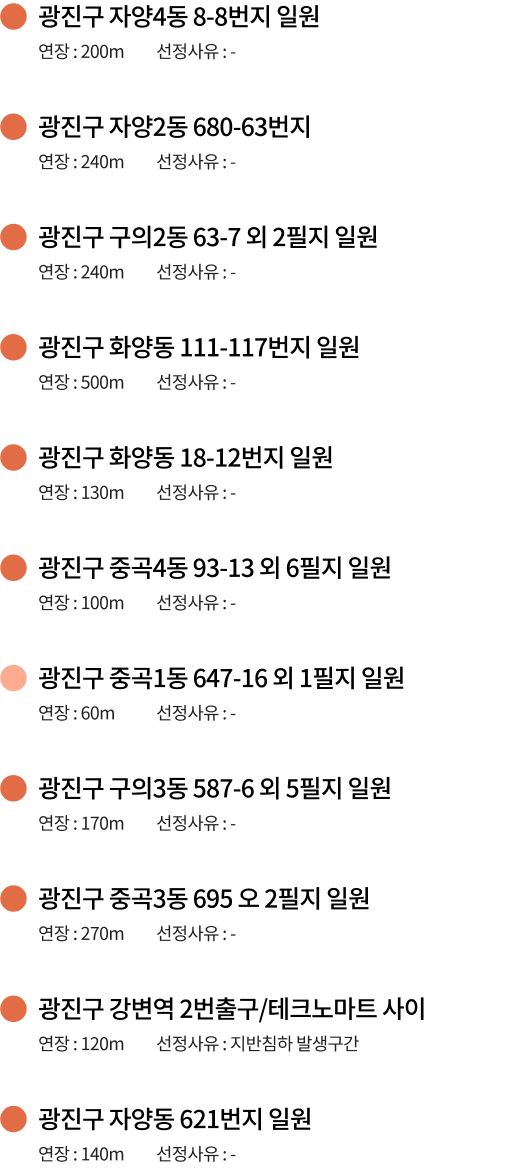 광진구 자양4동 8-8번지 일원
연장 : 200m 선정사유 : -
광진구 자양2동 680-63번지
연장 : 240m 선정사유 : -
광진구 구의2동 63-7 외 2필지 일원
연장 : 240m 선정사유 : -
광진구 화양동 111-117번지 일원
연장 : 500m 선정사유 : -
광진구 화양동 18-12번지 일원
연장 : 130m 선정사유 : -
광진구 중곡4동 93-13 외 6필지 일원
연장 : 100m 선정사유 : -
광진구 중곡1동 647-16 외 1필지 일원
연장 : 60m 선정사유 : -
광진구 구의3동 587-6 외 5필지 일원
연장 : 170m 선정사유 : -
광진구 중곡3동 695 오 2필지 일원
연장 : 270m 선정사유 : -
광진구 강변역 2번출구/테크노마트 사이
연장 : 120m 선정사유 : 지반침하 발생구간
광진구 자양동 621번지 일원
연장 : 140m 선정사유 : -